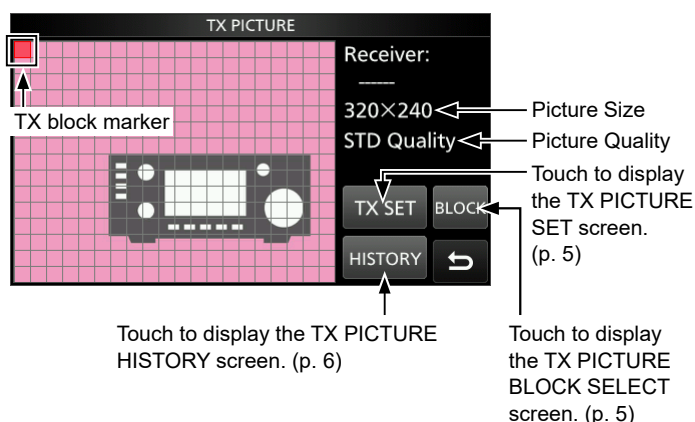 TX PICTURE
Receiver:
------
320×240
STD Quality
TX block marker
Picture Size
Picture Quality
Touch to display
the TX PICTURE
SET screen.
(p. 5)
TX SET
BLOCK
HISTORY
Touch to display the TX PICTURE
HISTORY screen. (p. 6)
Touch to display
the TX PICTURE
BLOCK SELECT
screen. (p. 5)